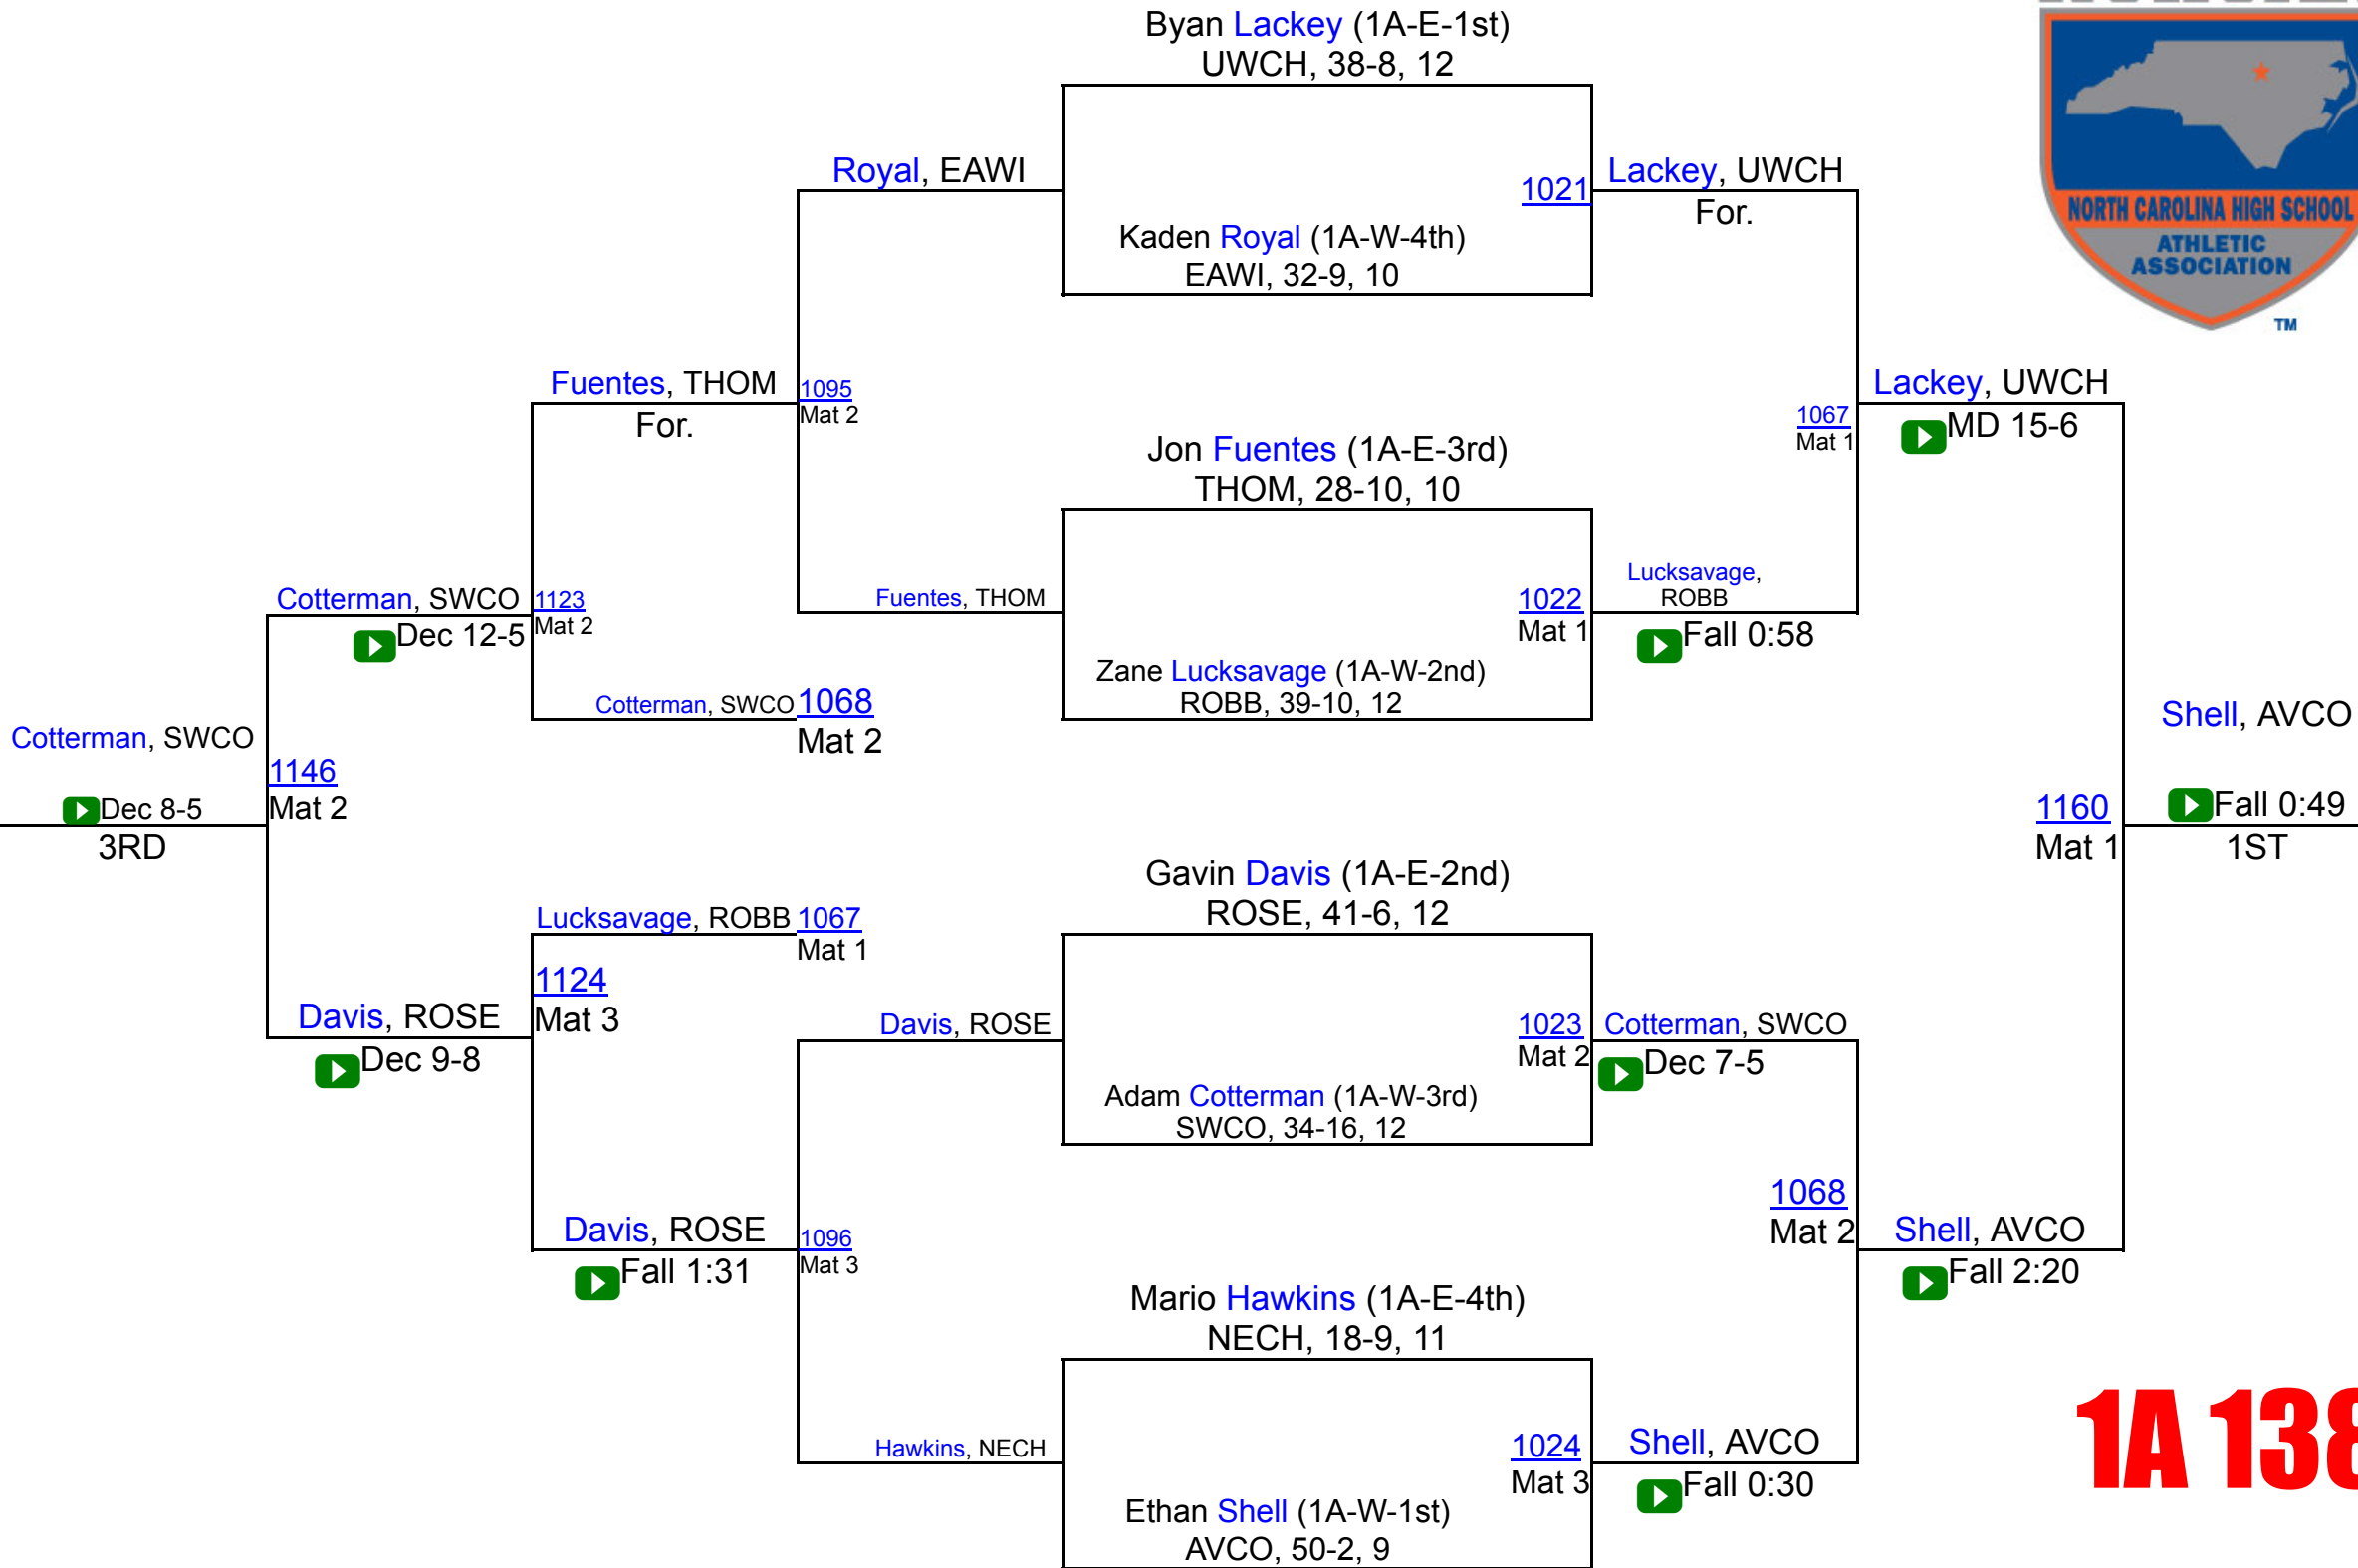 Byan Lackey (1A-E-1st)
UWCH, 38-8, 12
Royal, EAWI
1021
Lackey, UWCH
For.
Kaden Royal (1A-W-4th)
EAWI, 32-9, 10
NORTH CAROLINA HIGH SCHOOL
ATHLETIC
ASSOCIATION
TM
Fuentes, THOM
For.
1095
Mat 2
Jon Fuentes (1A-E-3rd)
THOM, 28-10, 10
1067
Mat 1
Lackey, UWCH
MD 15-6
Cotterman, SWCO
Dec 12-5
1123
Mat 2
Fuentes, THOM
1022
Mat 1
Lucksavage,
ROBB
Fall 0:58
Zane Lucksavage (1A-W-2nd)
ROBB, 39-10, 12
Cotterman, SWCO
1068
Mat 2
Cotterman, SWCO
Dec 8-5
3RD
1146
Mat 2
Shell, AVCO
Fall 0:49
1ST
1160
Mat 1
Gavin Davis (1A-E-2nd)
ROSE, 41-6, 12
Lucksavage, ROBB
1067
Mat 1
1124
Mat 3
Davis, ROSE
Dec 9-8
Davis, ROSE
1023
Mat 2
Cotterman, SWCO
Dec 7-5
Adam Cotterman (1A-W-3rd)
SWCO, 34-16, 12
1068
Mat 2
Shell, AVCO
Fall 2:20
Davis, ROSE
Fall 1:31
1096
Mat 3
Mario Hawkins (1A-E-4th)
NECH, 18-9, 11
Hawkins, NECH
1024
Mat 3
Shell, AVCO
Fall 0:30
Ethan Shell (1A-W-1st)
AVCO, 50-2, 9
1A 138